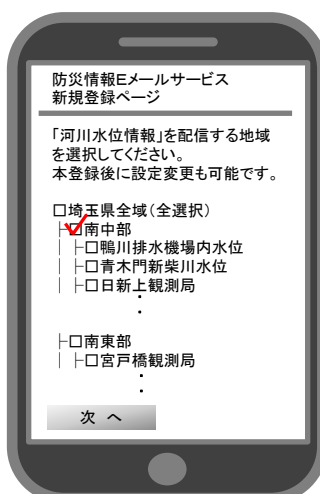 防災情報Eメールサービス
新規登録ページ
「河川水位情報」を配信する地域
を選択してください。
本登録後に設定変更も可能です。
□埼玉県全域(全選択)
├□南中部
│├□鴨川排水機場内水位
│├□青木門新柴川水位
│├□日新上観測局
・
・
├□南東部
│├□宮戸橋観測局
・
・
次 へ